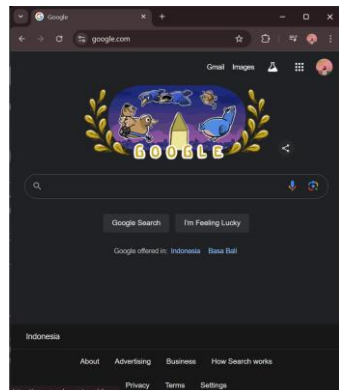 Google
google.com
Gmail Images
GOOGLE
Google Search I'm Feeling Lucky
Google offered in: Indonesia Basa Bali
Indonesia
About Advertising Business How Search works
Privacy Terms Settings